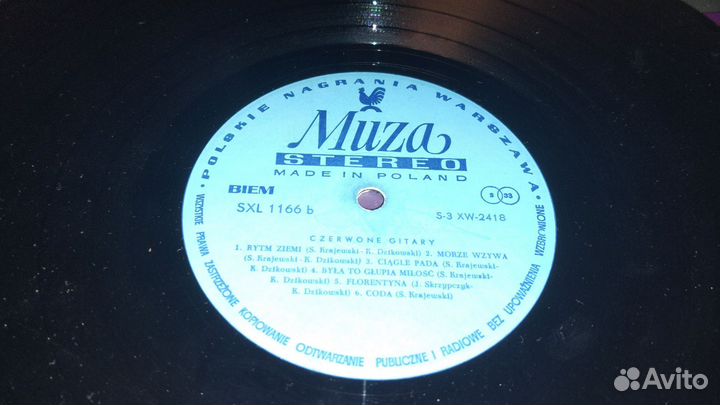 · POLSKIE NAGRANIA WARSZAWA ·
Muza
STEREO
MADE IN POLAND
BIEM
S 33
SXL 1166 b
S-3 XW-2418
CZERWONE GITARY
1. RYTM ZIEMI (S. Krajewski - K. Dzikowski) 2. MORZE WZYWA
(S. Krajewski - K. Dzikowski) 3. CIĄGLE PADA (S. Krajewski-
K. Dzikowski) 4. BYŁA TO GŁUPIA MIŁOŚĆ (S. Krajewski-
K. Dzikowski) 5. FLORENTYNA (J. Skrzypczyk-
K. Dzikowski) 6. CODA (S. Krajewski)
WSZYSTKIE PRAWA ZASTRZEŻONE KOPIOWANIE ODTWARZANIE PUBLICZNE I RADIOWE BEZ UPOWAŻNIENIA WZBRONIONE
Avito